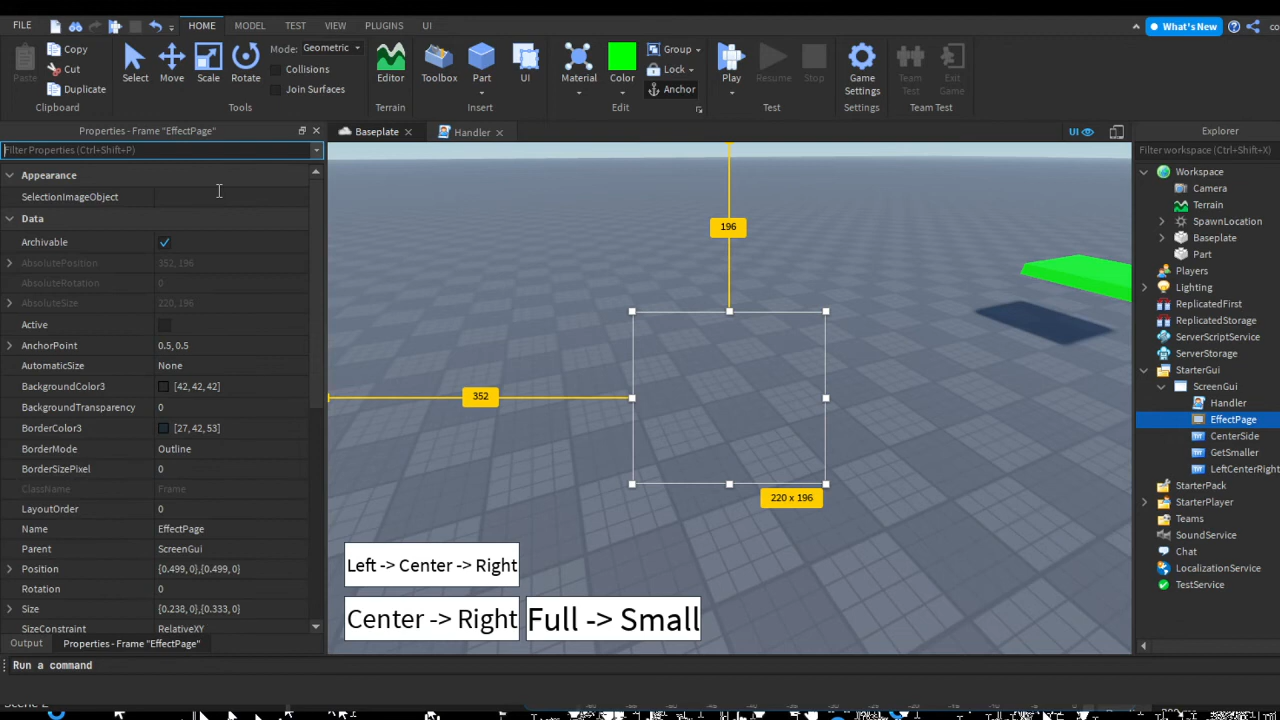 FILE HOME MODEL TEST VIEW PLUGINS UI What's New co
Paste Copy Cut Duplicate Clipboard
Select Move Scale Rotate Mode: Geometric Collisions Join Surfaces Tools
Editor Terrain
Toolbox Part UI Insert
Material Color Group Lock Anchor Edit
Play Resume Stop Test
Game Settings Settings
Team Test Exit Game Team Test
Properties - Frame "EffectPage"
Filter Properties (Ctrl+Shift+P)
Appearance
SelectionImageObject
Data
Archivable
AbsolutePosition 352, 196
AbsoluteRotation 0
AbsoluteSize 220, 196
Active
AnchorPoint 0.5, 0.5
AutomaticSize None
BackgroundColor3 [42, 42, 42]
BackgroundTransparency 0
BorderColor3 [27, 42, 53]
BorderMode Outline
BorderSizePixel 0
ClassName Frame
LayoutOrder 0
Name EffectPage
Parent ScreenGui
Position {0.499, 0},{0.499, 0}
Rotation 0
Size {0.238, 0},{0.333, 0}
SizeConstraint RelativeXY
Output Properties - Frame "EffectPage"
Run a command
Baseplate Handler UI
196
352
220 x 196
Left -> Center -> Right
Center -> Right Full -> Small
Explorer
Filter workspace (Ctrl+Shift+X)
Workspace
Camera
Terrain
SpawnLocation
Baseplate
Part
Players
Lighting
ReplicatedFirst
ReplicatedStorage
ServerScriptService
ServerStorage
StarterGui
ScreenGui
Handler
EffectPage
CenterSide
GetSmaller
LeftCenterRight
StarterPack
StarterPlayer
Teams
SoundService
Chat
LocalizationService
TestService